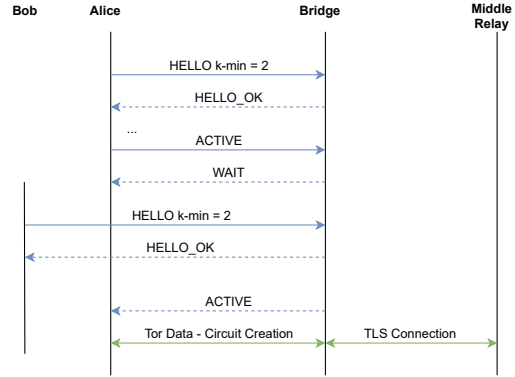 Bob
Alice
Bridge
Middle
Relay
HELLO k-min = 2
HELLO_OK
...
ACTIVE
WAIT
HELLO k-min = 2
HELLO_OK
ACTIVE
Tor Data - Circuit Creation
TLS Connection